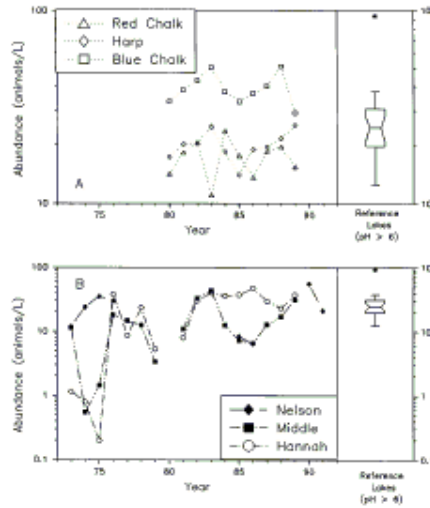 100
△ Red Chalk
◇ Harp
□ Blue Chalk
Abundance (animals/L)
A
10
75 80 85 90
Year
Reference
Lakes
(pH > 6)
B
100
10
1
0.1
Abundance (animals/L)
◆ Nelson
■ Middle
○ Hannah
75 80 85 90
Year
Reference
Lakes
(pH > 6)